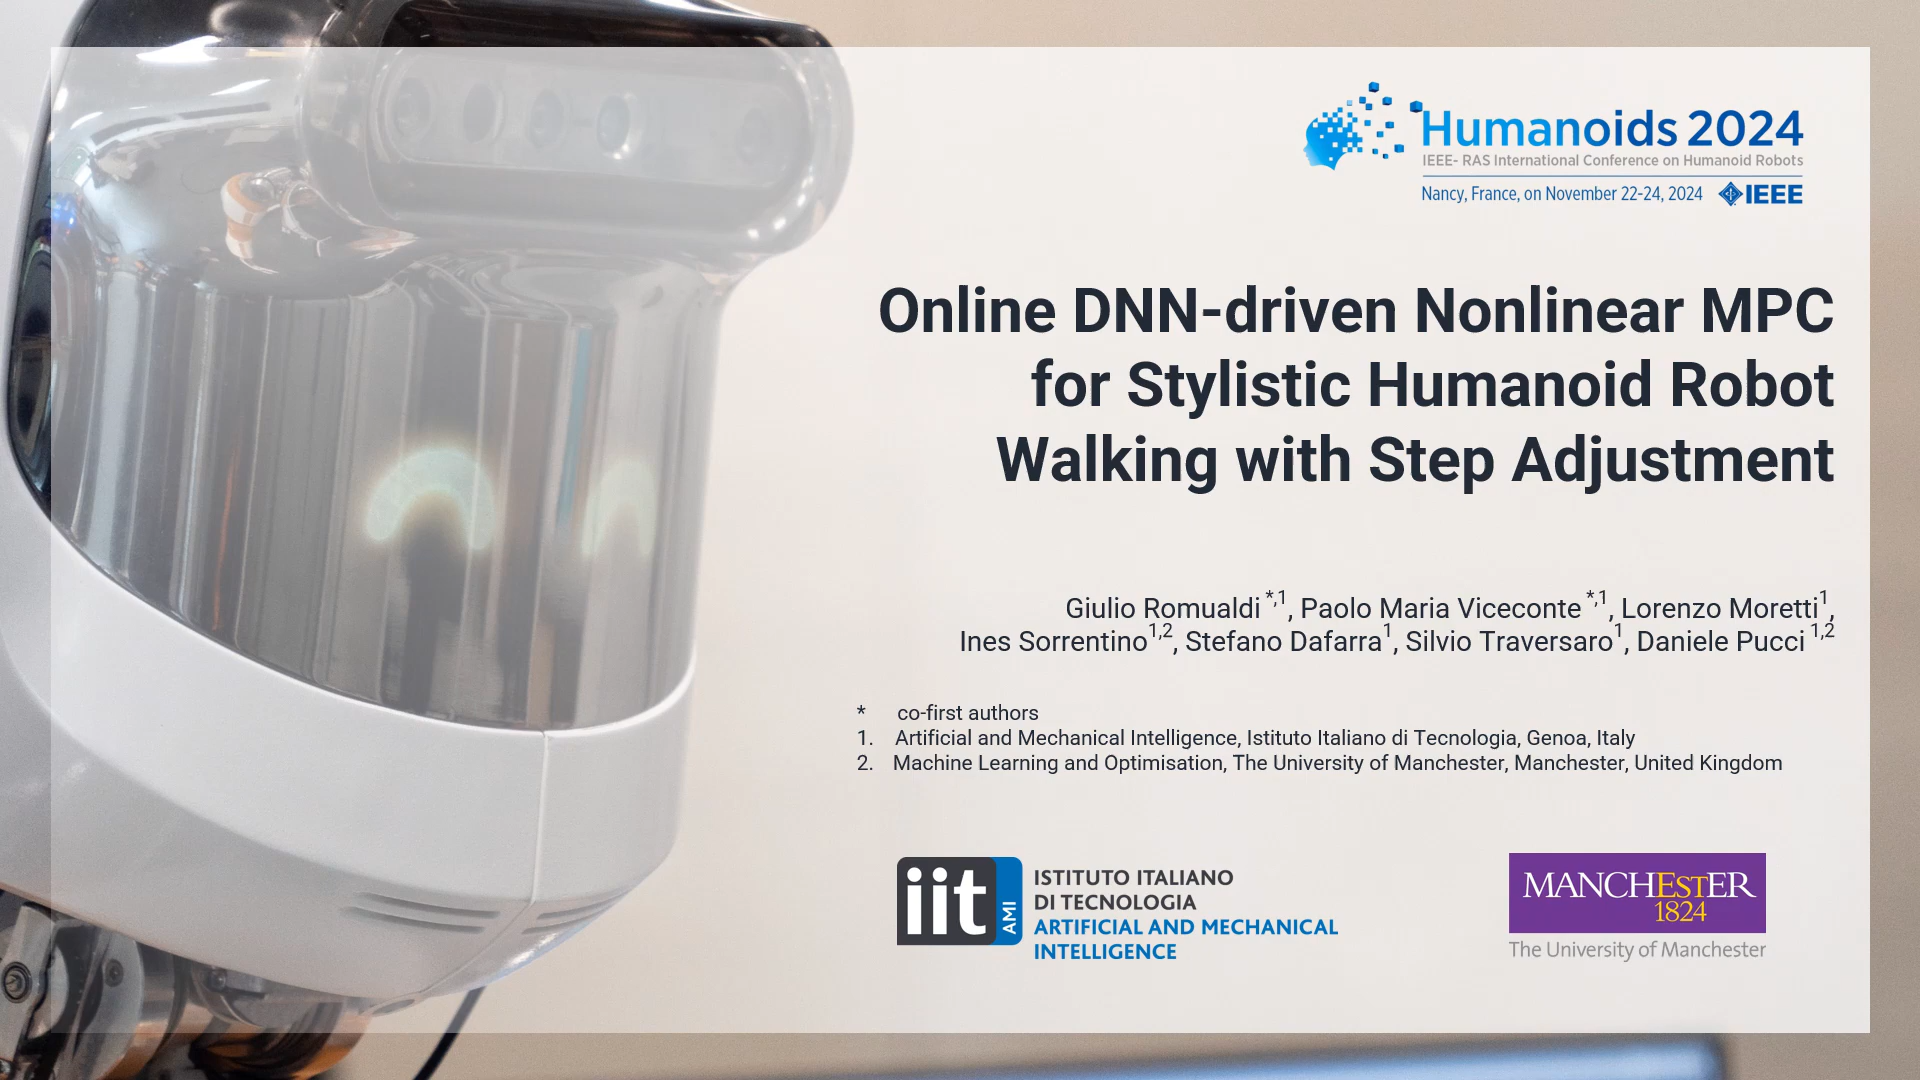 Humanoids 2024
IEEE- RAS International Conference on Humanoid Robots
Nancy, France, on November 22-24, 2024 IEEE
Online DNN-driven Nonlinear MPC
for Stylistic Humanoid Robot
Walking with Step Adjustment
Giulio Romualdi *,1, Paolo Maria Viceconte *,1, Lorenzo Moretti1,
Ines Sorrentino1,2, Stefano Dafarra1, Silvio Traversaro1, Daniele Pucci 1,2
* co-first authors
1. Artificial and Mechanical Intelligence, Istituto Italiano di Tecnologia, Genoa, Italy
2. Machine Learning and Optimisation, The University of Manchester, Manchester, United Kingdom
iit AMI
ISTITUTO ITALIANO
DI TECNOLOGIA
ARTIFICIAL AND MECHANICAL
INTELLIGENCE
MANCHEsTER
1824
The University of Manchester